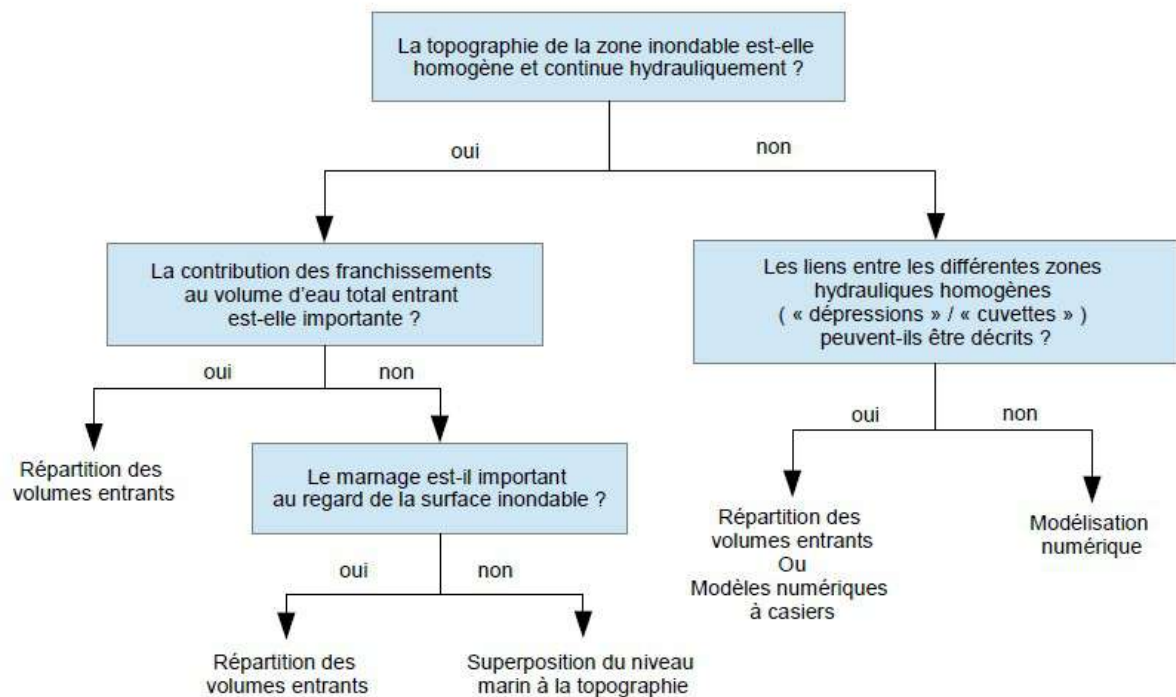 La topographie de la zone inondable est-elle
homogène et continue hydrauliquement ?
oui
non
La contribution des franchissements
au volume d'eau total entrant
est-elle importante ?
Les liens entre les différentes zones
hydrauliques homogènes
( « dépressions » / « cuvettes » )
peuvent-ils être décrits ?
oui
non
oui
non
Répartition des
volumes entrants
Le marnage est-il important
au regard de la surface inondable ?
Répartition des
volumes entrants
Ou
Modèles numériques
à casiers
Modélisation
numérique
oui
non
Répartition des
volumes entrants
Superposition du niveau
marin à la topographie